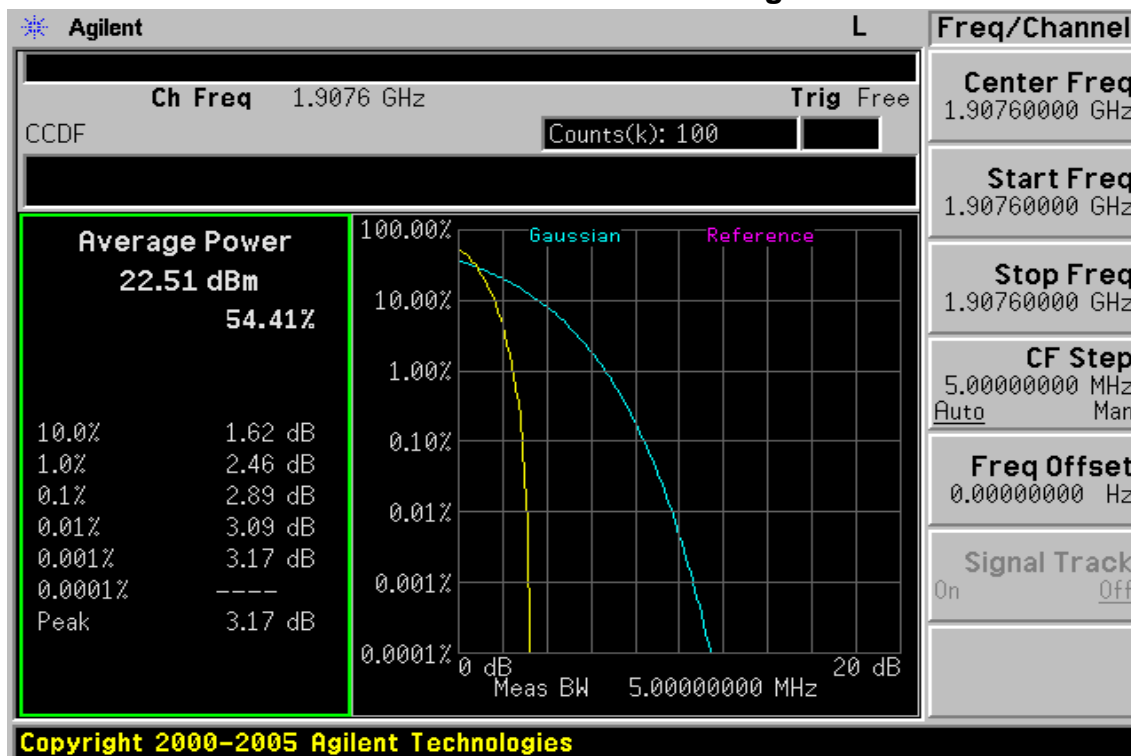 Agilent L Freq/Channel
Ch Freq 1.9076 GHz Trig Free
CCDF Counts(k): 100
Center Freq
1.90760000 GHz
Start Freq
1.90760000 GHz
Stop Freq
1.90760000 GHz
CF Step
5.00000000 MHz
Auto Man
Freq Offset
0.00000000 Hz
Signal Track
On Off
Average Power
22.51 dBm
54.41%
10.0% 1.62 dB
1.0% 2.46 dB
0.1% 2.89 dB
0.01% 3.09 dB
0.001% 3.17 dB
0.0001% ----
Peak 3.17 dB
Gaussian Reference
100.00%
10.00%
1.00%
0.10%
0.01%
0.001%
0.0001%
0 dB 20 dB
Meas BW 5.00000000 MHz
Copyright 2000-2005 Agilent Technologies